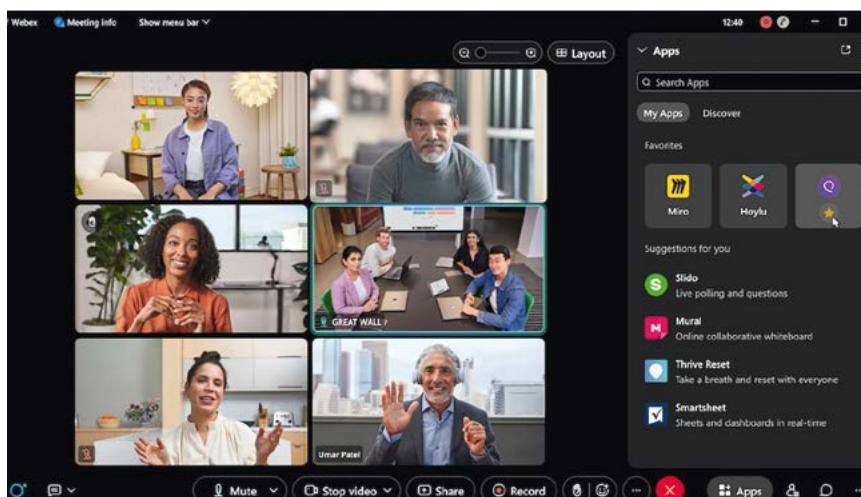 Webex Meeting info Show menu bar 12:40
Layout
Apps
Search Apps
My Apps Discover
Favorites
Miro Hoylu
Suggestions for you
S Slido
Live polling and questions
GREAT WALL ?
M Mural
Online collaborative whiteboard
Thrive Reset
Take a breath and reset with everyone
Smartsheet
Sheets and dashboards in real-time
Umar Patel
Mute Stop video Share Record Apps